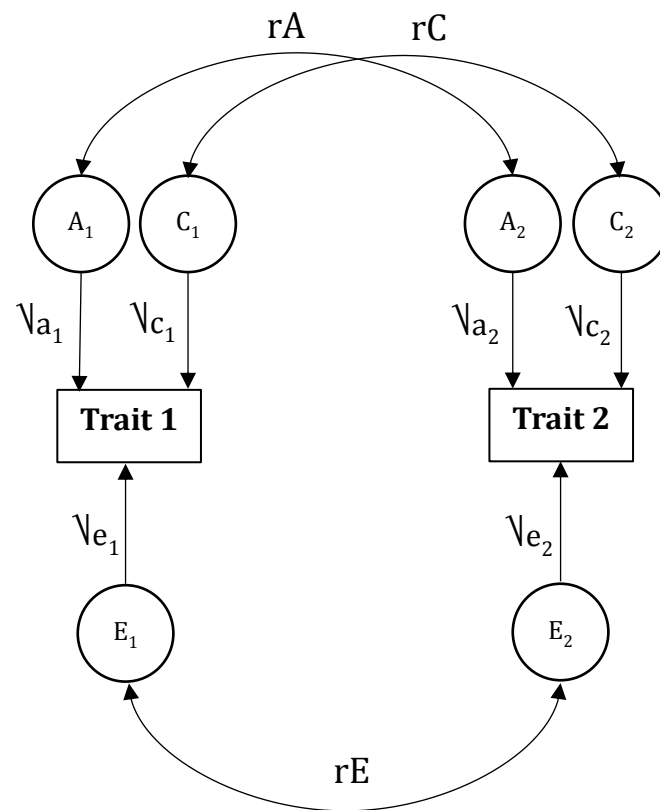 rA rC
A₁ C₁ A₂ C₂
√a₁ √c₁ √a₂ √c₂
Trait 1 Trait 2
√e₁ √e₂
E₁ E₂
rE